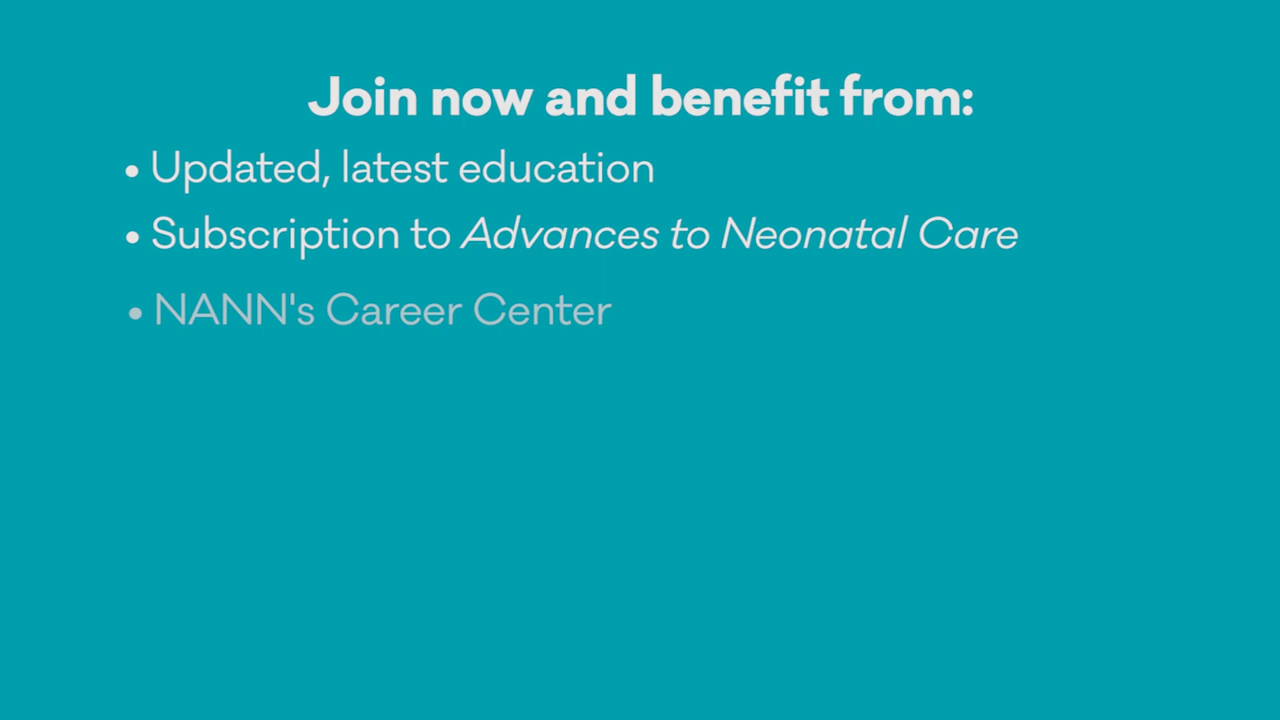 Join now and benefit from:
• Updated, latest education
• Subscription to Advances to Neonatal Care
• NANN's Career Center